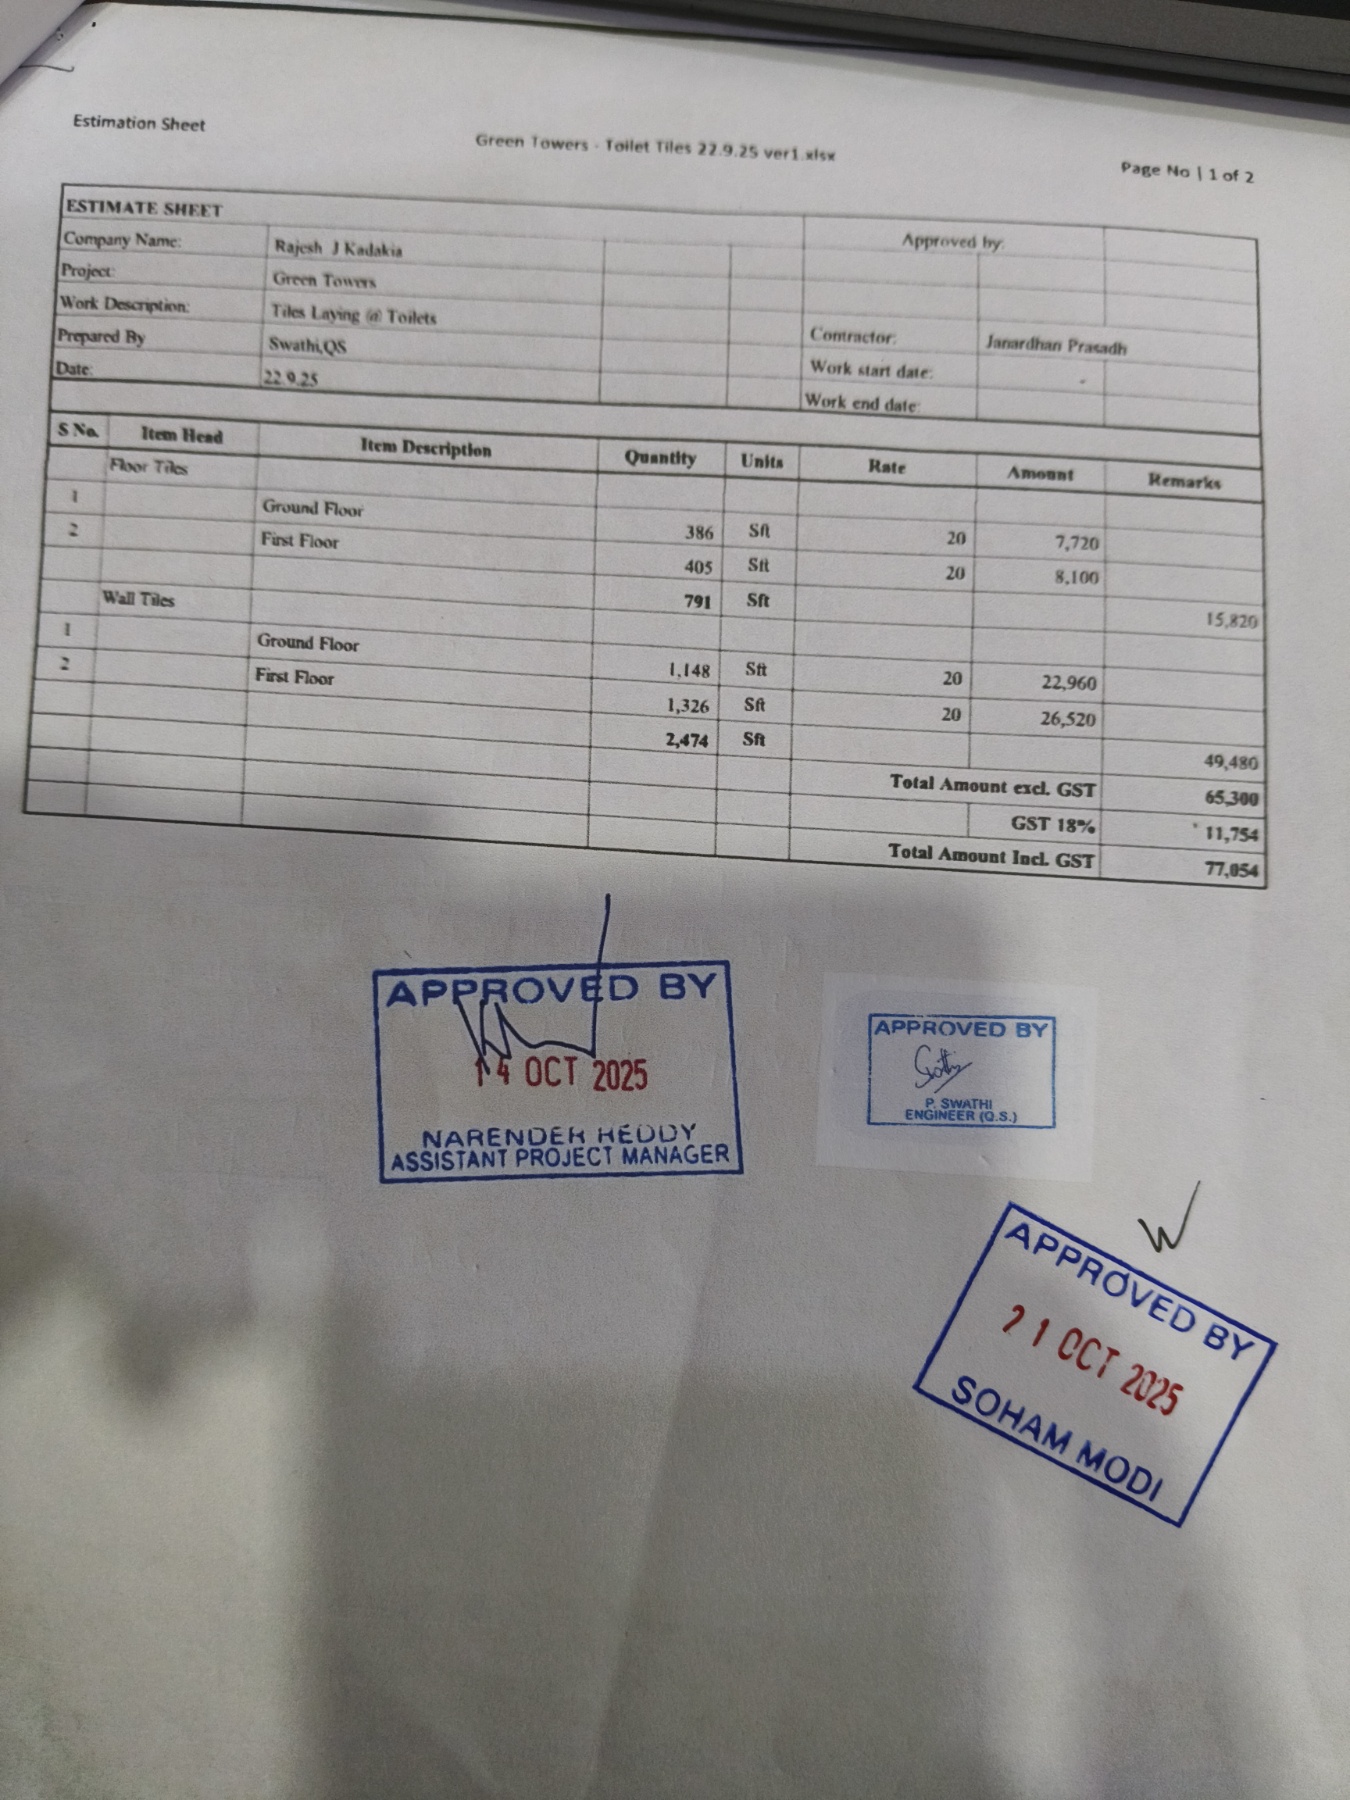 Estimation Sheet
Green Towers - Toilet Tiles 22.9.25 ver1.xlsx
Page No | 1 of 2
ESTIMATE SHEET
Approved by:
Company Name: Rajesh J Kadakia
Project: Green Towers
Work Description: Tiles Laying @ Toilets
Contractor: Janardhan Prasadh
Prepared By Swathi,QS
Work start date: -
Date: 22.9.25
Work end date:
S No. Item Head Item Description Quantity Units Rate Amount Remarks
Floor Tiles
1 Ground Floor 386 Sft 20 7,720
2 First Floor 405 Sft 20 8,100
791 Sft 15,820
Wall Tiles
1 Ground Floor 1,148 Sft 20 22,960
2 First Floor 1,326 Sft 20 26,520
2,474 Sft 49,480
Total Amount excl. GST 65,300
GST 18% 11,754
Total Amount Incl. GST 77,054
APPROVED BY
14 OCT 2025
NARENDER REDDY
ASSISTANT PROJECT MANAGER
APPROVED BY
Swathi
P. SWATHI
ENGINEER (Q.S.)
APPROVED BY
21 OCT 2025
SOHAM MODI